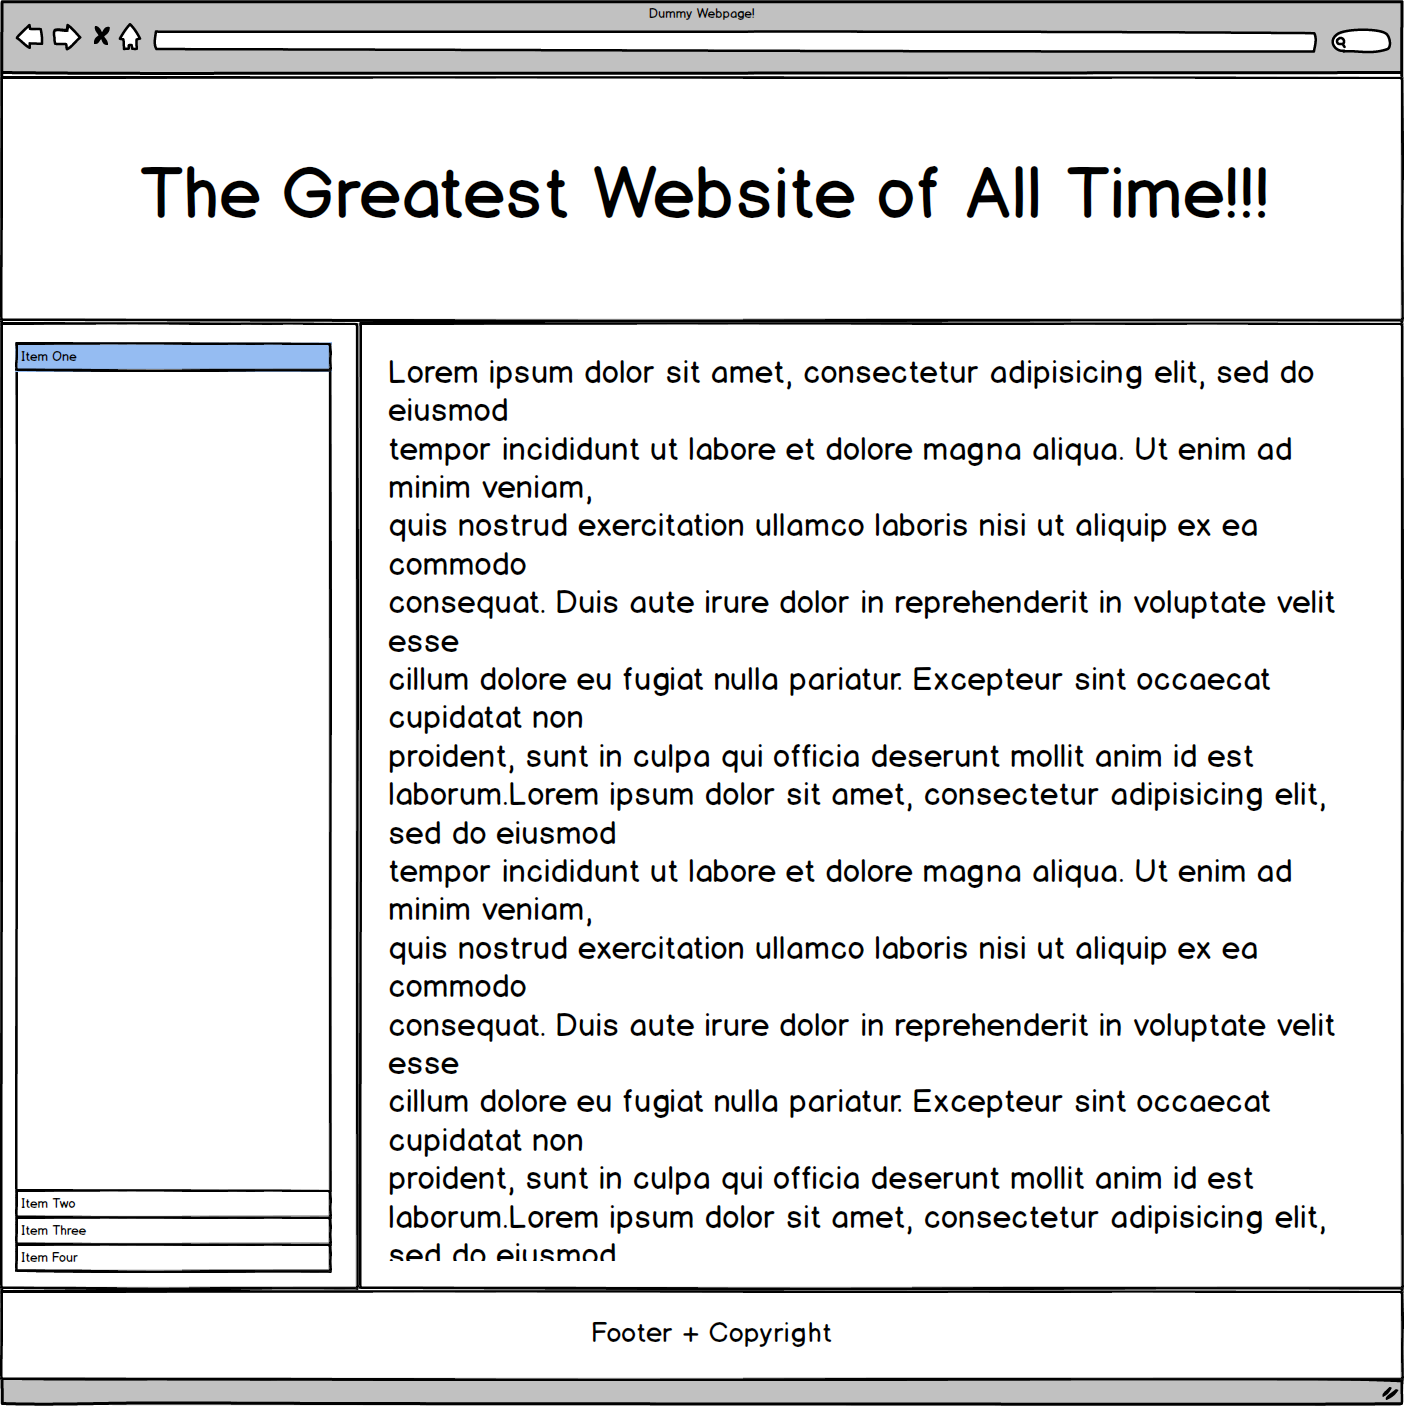 Dummy Webpage!
The Greatest Website of All Time!!!
Item One
Item Two
Item Three
Item Four
Lorem ipsum dolor sit amet, consectetur adipisicing elit, sed do
eiusmod
tempor incididunt ut labore et dolore magna aliqua. Ut enim ad
minim veniam,
quis nostrud exercitation ullamco laboris nisi ut aliquip ex ea
commodo
consequat. Duis aute irure dolor in reprehenderit in voluptate velit
esse
cillum dolore eu fugiat nulla pariatur. Excepteur sint occaecat
cupidatat non
proident, sunt in culpa qui officia deserunt mollit anim id est
laborum.Lorem ipsum dolor sit amet, consectetur adipisicing elit,
sed do eiusmod
tempor incididunt ut labore et dolore magna aliqua. Ut enim ad
minim veniam,
quis nostrud exercitation ullamco laboris nisi ut aliquip ex ea
commodo
consequat. Duis aute irure dolor in reprehenderit in voluptate velit
esse
cillum dolore eu fugiat nulla pariatur. Excepteur sint occaecat
cupidatat non
proident, sunt in culpa qui officia deserunt mollit anim id est
laborum.Lorem ipsum dolor sit amet, consectetur adipisicing elit,
sed do eiusmod
Footer + Copyright